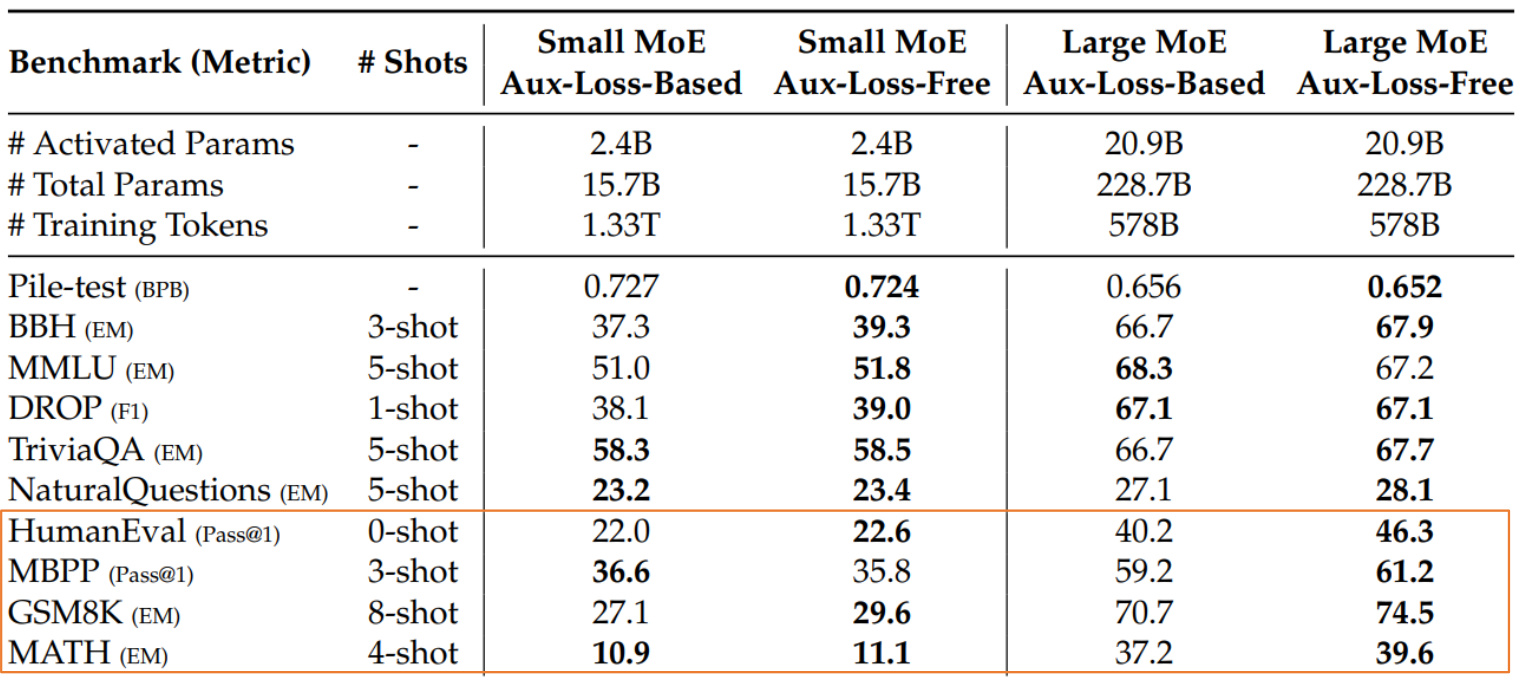 Benchmark (Metric) # Shots Small MoE Aux-Loss-Based Small MoE Aux-Loss-Free Large MoE Aux-Loss-Based Large MoE Aux-Loss-Free
# Activated Params - 2.4B 2.4B 20.9B 20.9B
# Total Params - 15.7B 15.7B 228.7B 228.7B
# Training Tokens - 1.33T 1.33T 578B 578B
Pile-test (BPB) - 0.727 0.724 0.656 0.652
BBH (EM) 3-shot 37.3 39.3 66.7 67.9
MMLU (EM) 5-shot 51.0 51.8 68.3 67.2
DROP (F1) 1-shot 38.1 39.0 67.1 67.1
TriviaQA (EM) 5-shot 58.3 58.5 66.7 67.7
NaturalQuestions (EM) 5-shot 23.2 23.4 27.1 28.1
HumanEval (Pass@1) 0-shot 22.0 22.6 40.2 46.3
MBPP (Pass@1) 3-shot 36.6 35.8 59.2 61.2
GSM8K (EM) 8-shot 27.1 29.6 70.7 74.5
MATH (EM) 4-shot 10.9 11.1 37.2 39.6